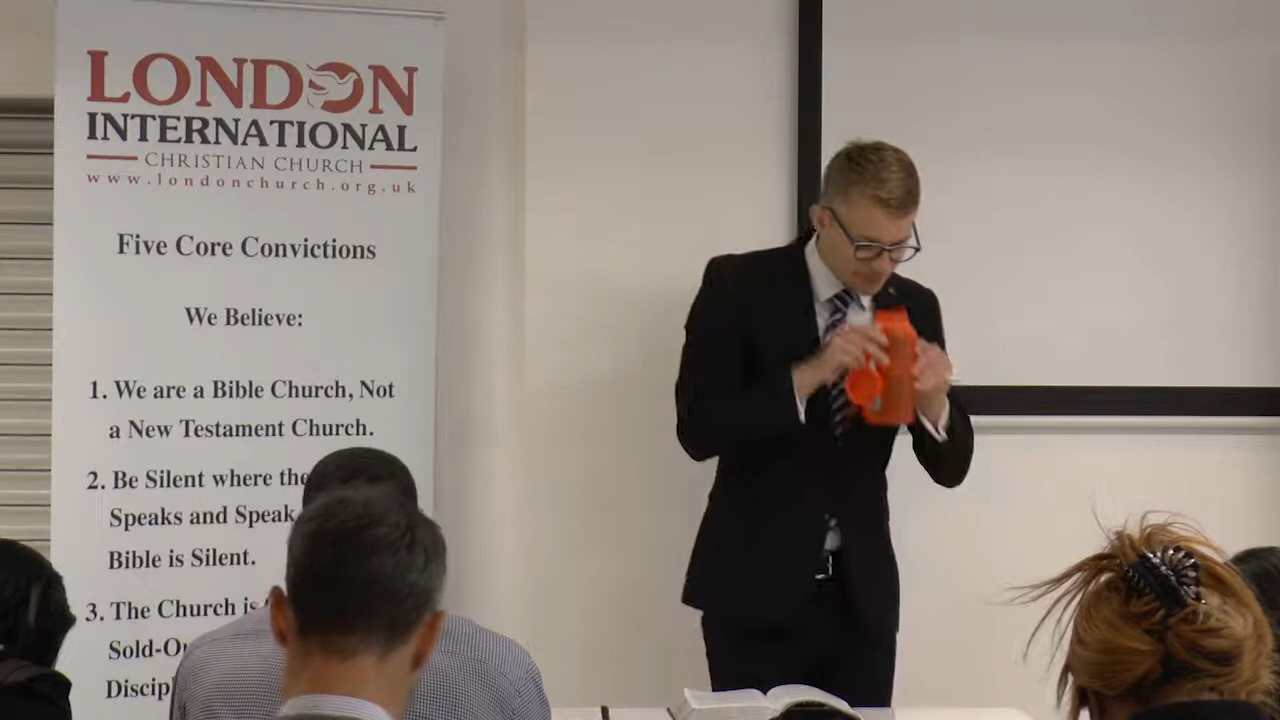 LONDON
INTERNATIONAL
CHRISTIAN CHURCH
www.londonchurch.org.uk
Five Core Convictions
We Believe:
1. We are a Bible Church, Not
a New Testament Church.
2. Be Silent where the
Speaks and Speak
Bible is Silent.
3. The Church is
Sold-Ou
Discip